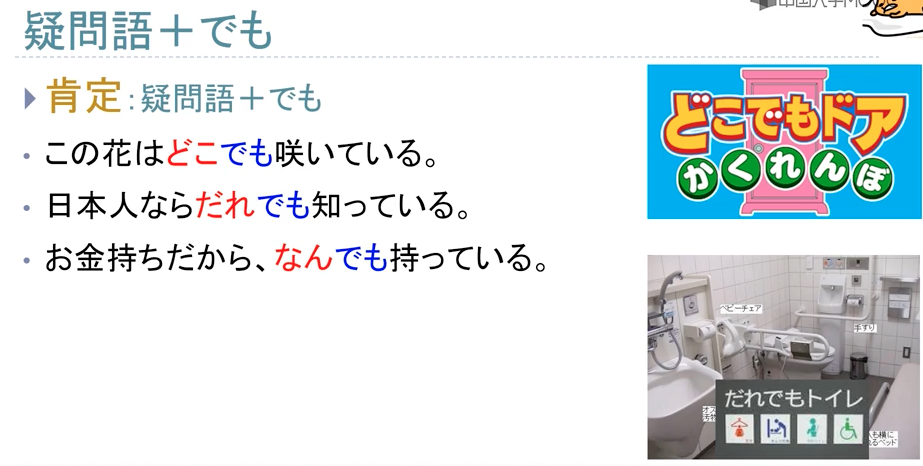 疑問語＋でも
肯定：疑問語＋でも
この花はどこでも咲いている。
日本人ならだれでも知っている。
お金持ちだから、なんでも持っている。
どこでもドア
かくれんぼ
ベビーチェア
手すり
だれでもトイレ